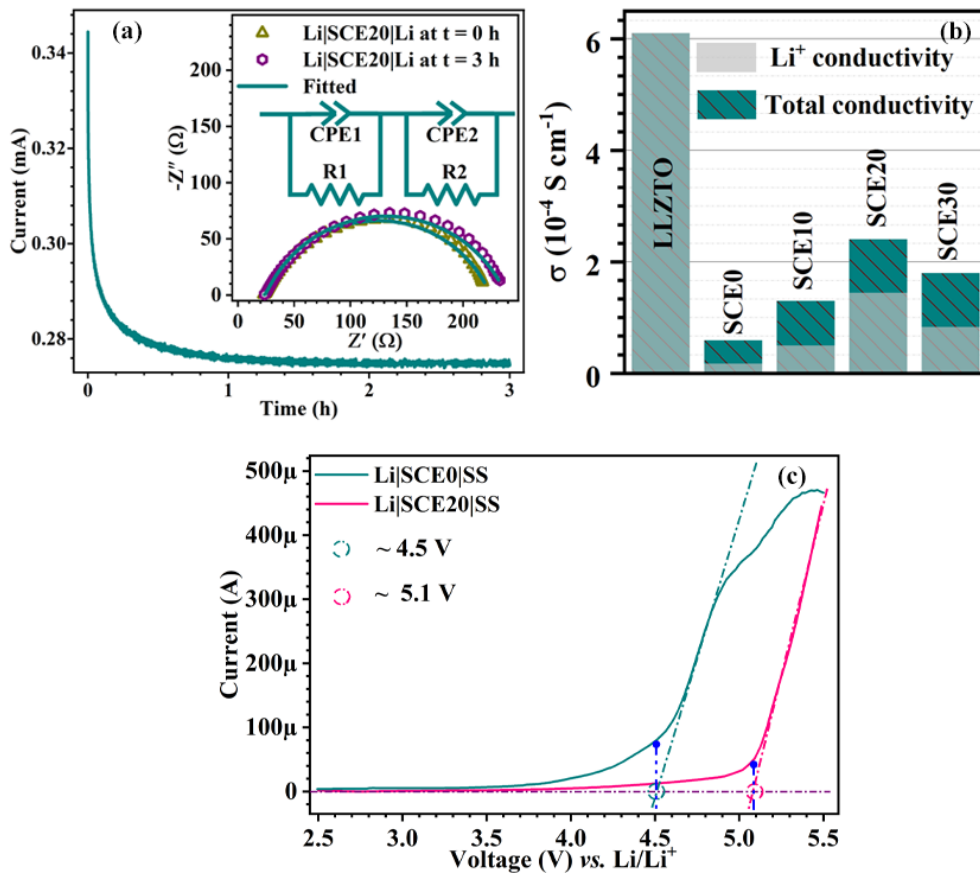 (a)
Li|SCE20|Li at t = 0 h
Li|SCE20|Li at t = 3 h
Fitted
CPE1
CPE2
R1
R2
-Z″ (Ω)
240
200
150
100
50
0
0
50
100
150
200
Z′ (Ω)
Current (mA)
0.34
0.32
0.30
0.28
0
1
2
3
Time (h)
(b)
Li⁺ conductivity
Total conductivity
σ (10⁻⁴ S cm⁻¹)
6
4
2
0
LLZTO
SCE0
SCE10
SCE20
SCE30
(c)
Li|SCE0|SS
Li|SCE20|SS
~ 4.5 V
~ 5.1 V
Current (A)
500μ
400μ
300μ
200μ
100μ
0
2.5
3.0
3.5
4.0
4.5
5.0
5.5
Voltage (V) vs. Li/Li⁺